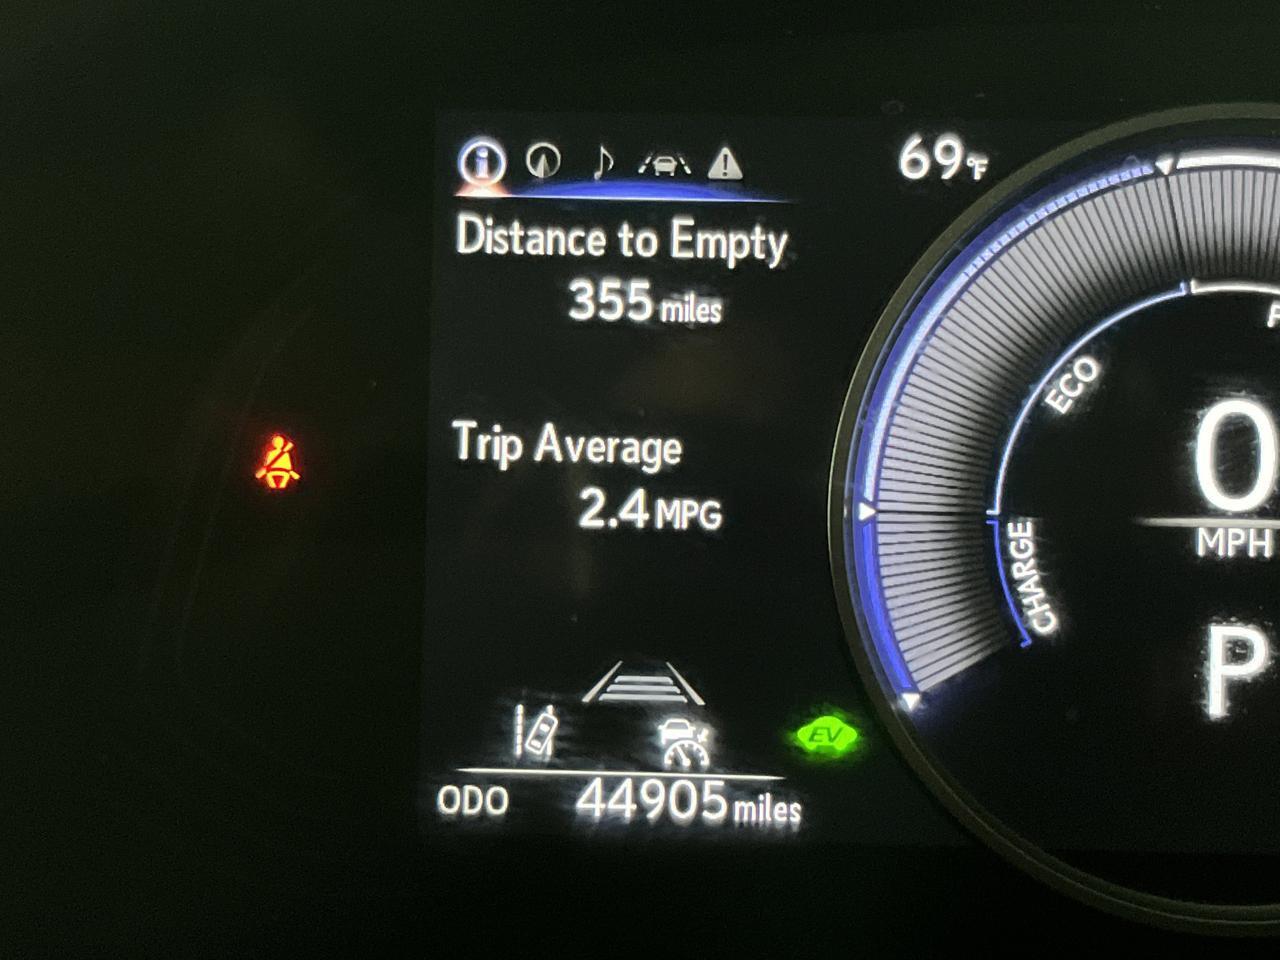 69°F
Distance to Empty
355 miles
Trip Average
2.4 MPG
ECO
CHARGE
0
MPH
P
EV
ODO 44905 miles